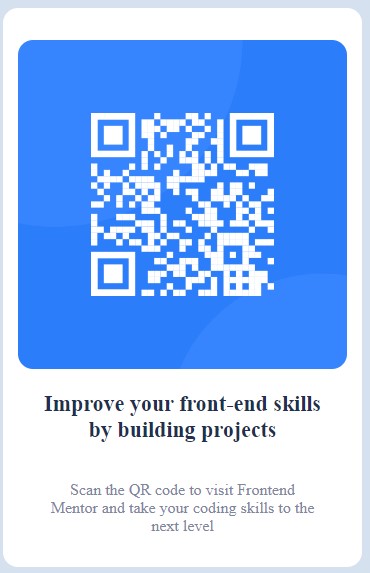 Improve your front-end skills
by building projects
Scan the QR code to visit Frontend
Mentor and take your coding skills to the
next level